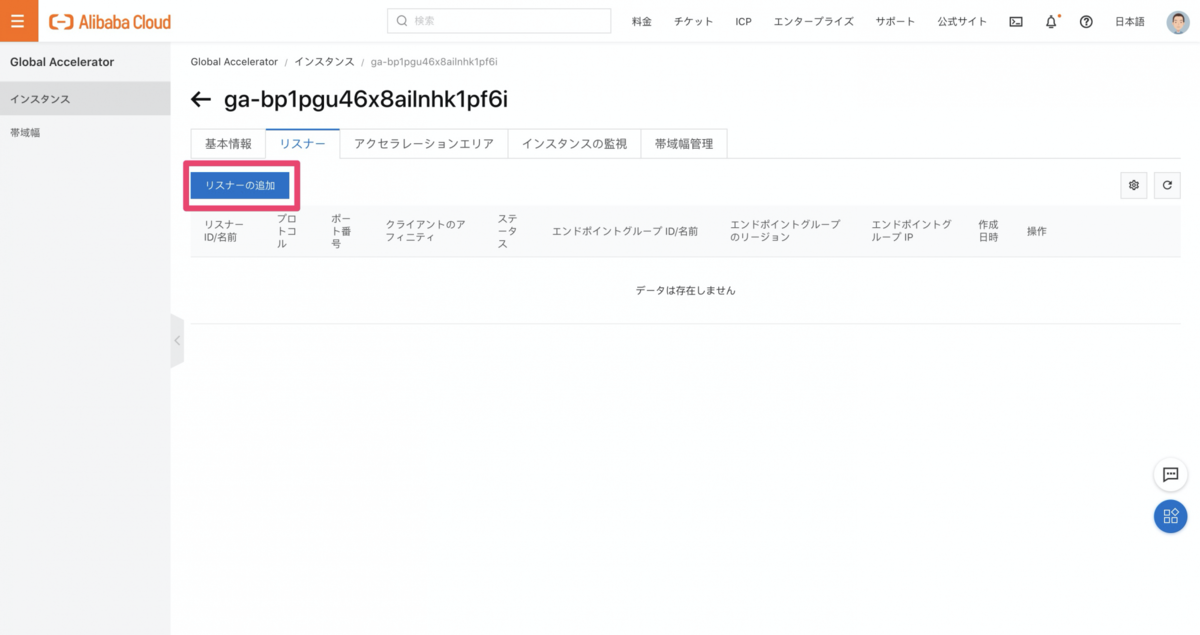 Alibaba Cloud
検索
料金 チケット ICP エンタープライズ サポート 公式サイト 日本語
Global Accelerator
インスタンス
帯域幅
Global Accelerator / インスタンス / ga-bp1pgu46x8ailnhk1pf6i
ga-bp1pgu46x8ailnhk1pf6i
基本情報 リスナー アクセラレーションエリア インスタンスの監視 帯域幅管理
リスナーの追加
リスナー
ID/名前
プロ
トコ
ル
ポー
ト番
号
クライアントのア
フィニティ
ステ
ータ
ス
エンドポイントグループ ID/名前
エンドポイントグループ
のリージョン
エンドポイントグ
ループ IP
作成
日時
操作
データは存在しません